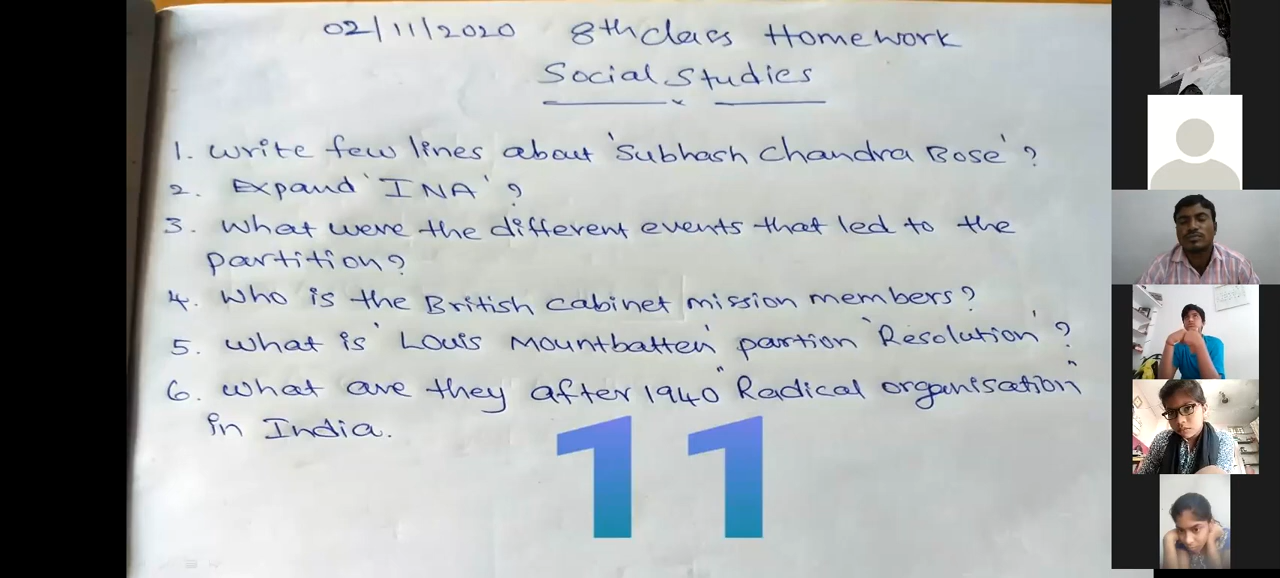 02/11/2020 8th class Homework
Social Studies
1. Write few lines about 'Subhash Chandra Bose' ?
2. Expand 'INA' ?
3. What were the different events that led to the
partition?
4. Who is the British cabinet mission members?
5. What is 'Louis Mountbatten' partion 'Resolution' ?
6. What are they after 1940 "Radical organisation"
in India.
11